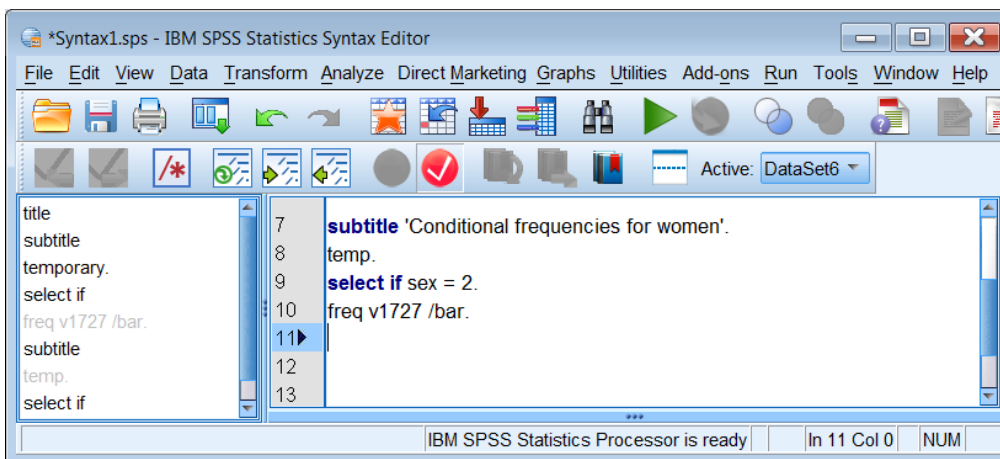 *Syntax1.sps - IBM SPSS Statistics Syntax Editor
File Edit View Data Transform Analyze Direct Marketing Graphs Utilities Add-ons Run Tools Window Help
/*
Active: DataSet6
title
subtitle
temporary.
select if
freq v1727 /bar.
subtitle
temp.
select if
7 subtitle 'Conditional frequencies for women'.
8 temp.
9 select if sex = 2.
10 freq v1727 /bar.
11
12
13
IBM SPSS Statistics Processor is ready In 11 Col 0 NUM